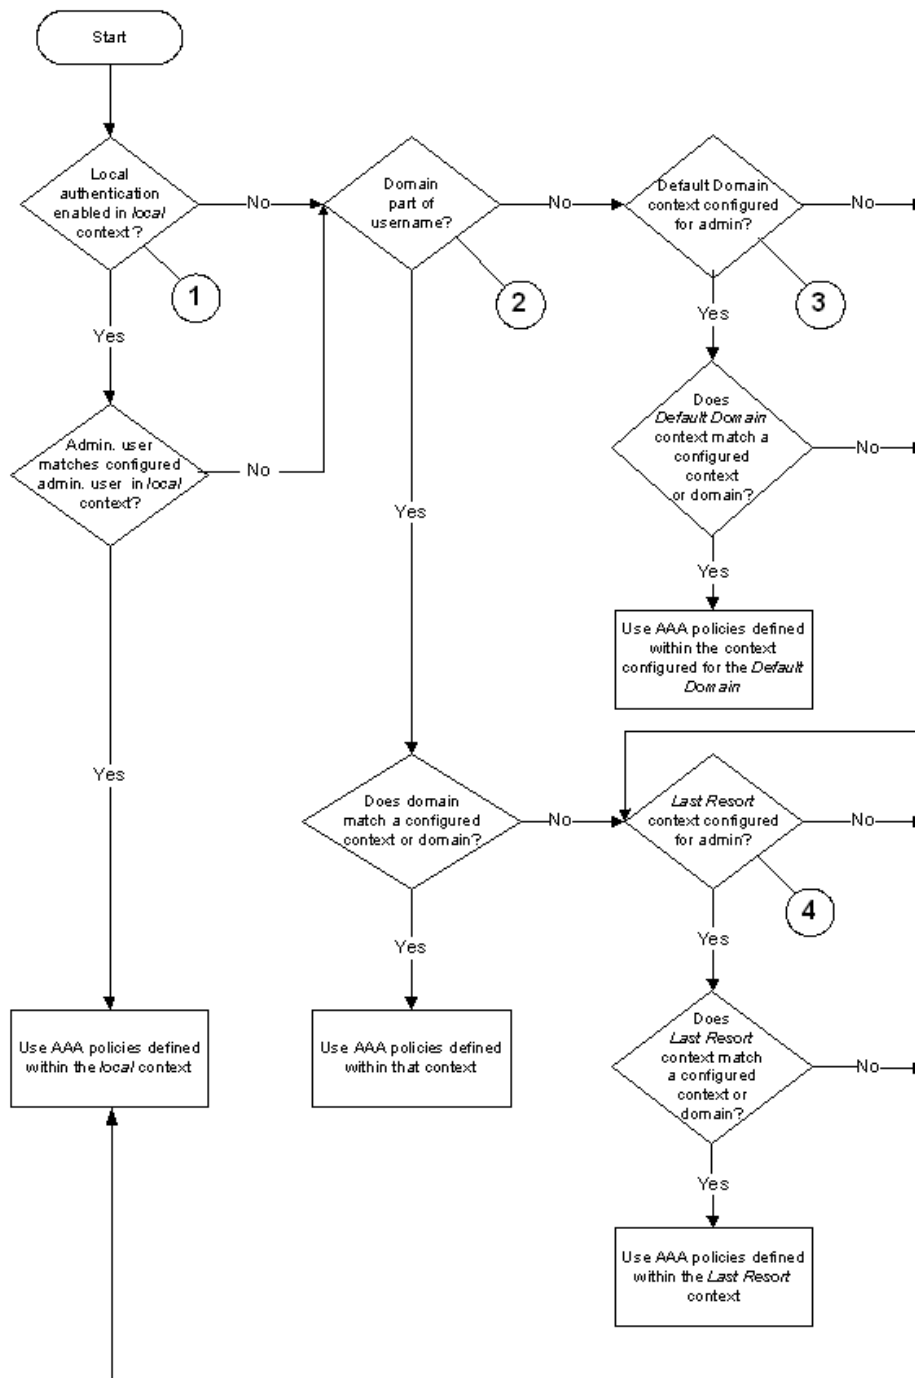 Start
Local
authentication
enabled in local
context ?
No
Domain
part of
username?
No
Default Domain
context configured
for admin?
No
1
2
3
Yes
Yes
Does
Default Domain
context match a
configured
context
or domain?
No
Admin. user
matches configured
admin. user in local
context?
No
Yes
Yes
Use AAA policies defined
within the context
configured for the Default
Domain
Yes
Does domain
match a configured
context or domain?
No
Last Resort
context configured
for admin?
No
4
Yes
Yes
Use AAA policies defined
within the local context
Use AAA policies defined
within that context
Does
Last Resort
context match
a configured
context or
domain?
No
Yes
Use AAA policies defined
within the Last Resort
context